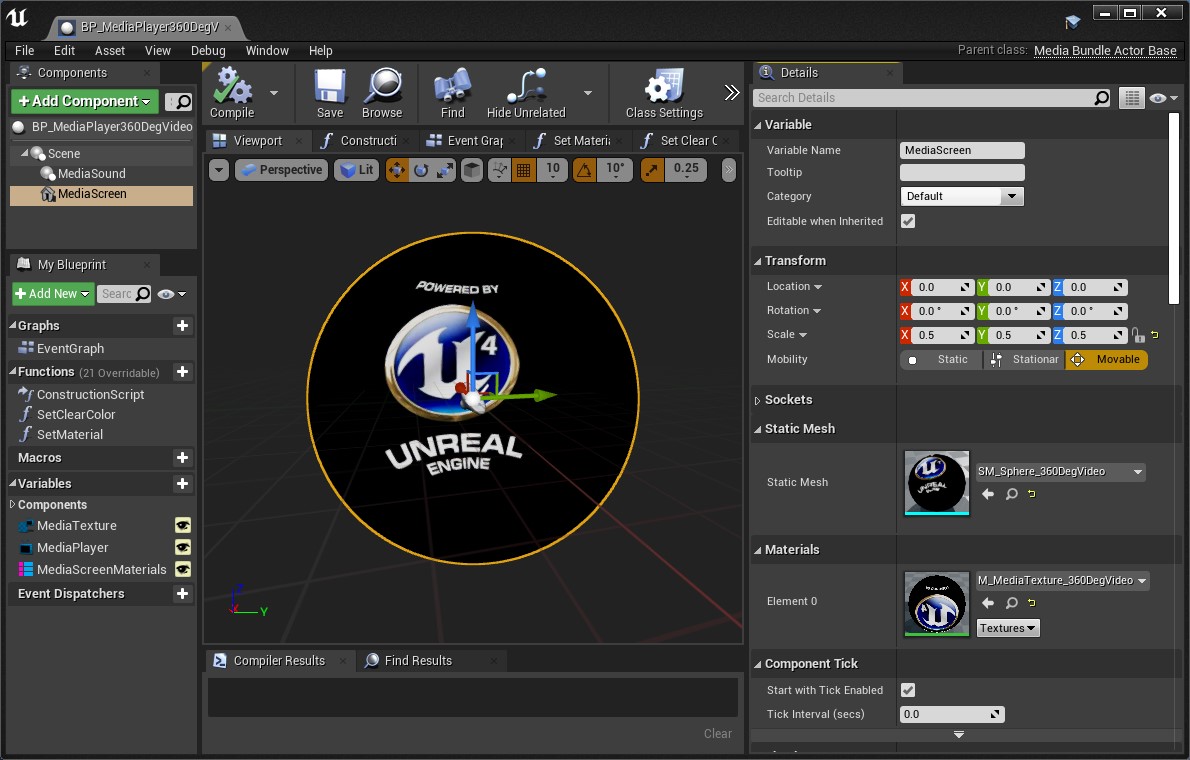 BP_MediaPlayer360DegV
File Edit Asset View Debug Window Help
Parent class: Media Bundle Actor Base
Components
+ Add Component
BP_MediaPlayer360DegVideo
Scene
MediaSound
MediaScreen
My Blueprint
+ Add New
Searc
Graphs
EventGraph
Functions (21 Overridable)
ConstructionScript
SetClearColor
SetMaterial
Macros
Variables
Components
MediaTexture
MediaPlayer
MediaScreenMaterials
Event Dispatchers
Compile Save Browse Find Hide Unrelated Class Settings
Viewport Constructi Event Grap Set Materi Set Clear C
Perspective Lit 10 10° 0.25
POWERED BY
4
UNREAL
ENGINE
Y
Compiler Results Find Results
Clear
Details
Search Details
Variable
Variable Name MediaScreen
Tooltip
Category Default
Editable when Inherited
Transform
Location X 0.0 Y 0.0 Z 0.0
Rotation X 0.0 ° Y 0.0 ° Z 0.0 °
Scale X 0.5 Y 0.5 Z 0.5
Mobility Static Stationar Movable
Sockets
Static Mesh
Static Mesh SM_Sphere_360DegVideo
Materials
Element 0 M_MediaTexture_360DegVideo
Textures
Component Tick
Start with Tick Enabled
Tick Interval (secs) 0.0